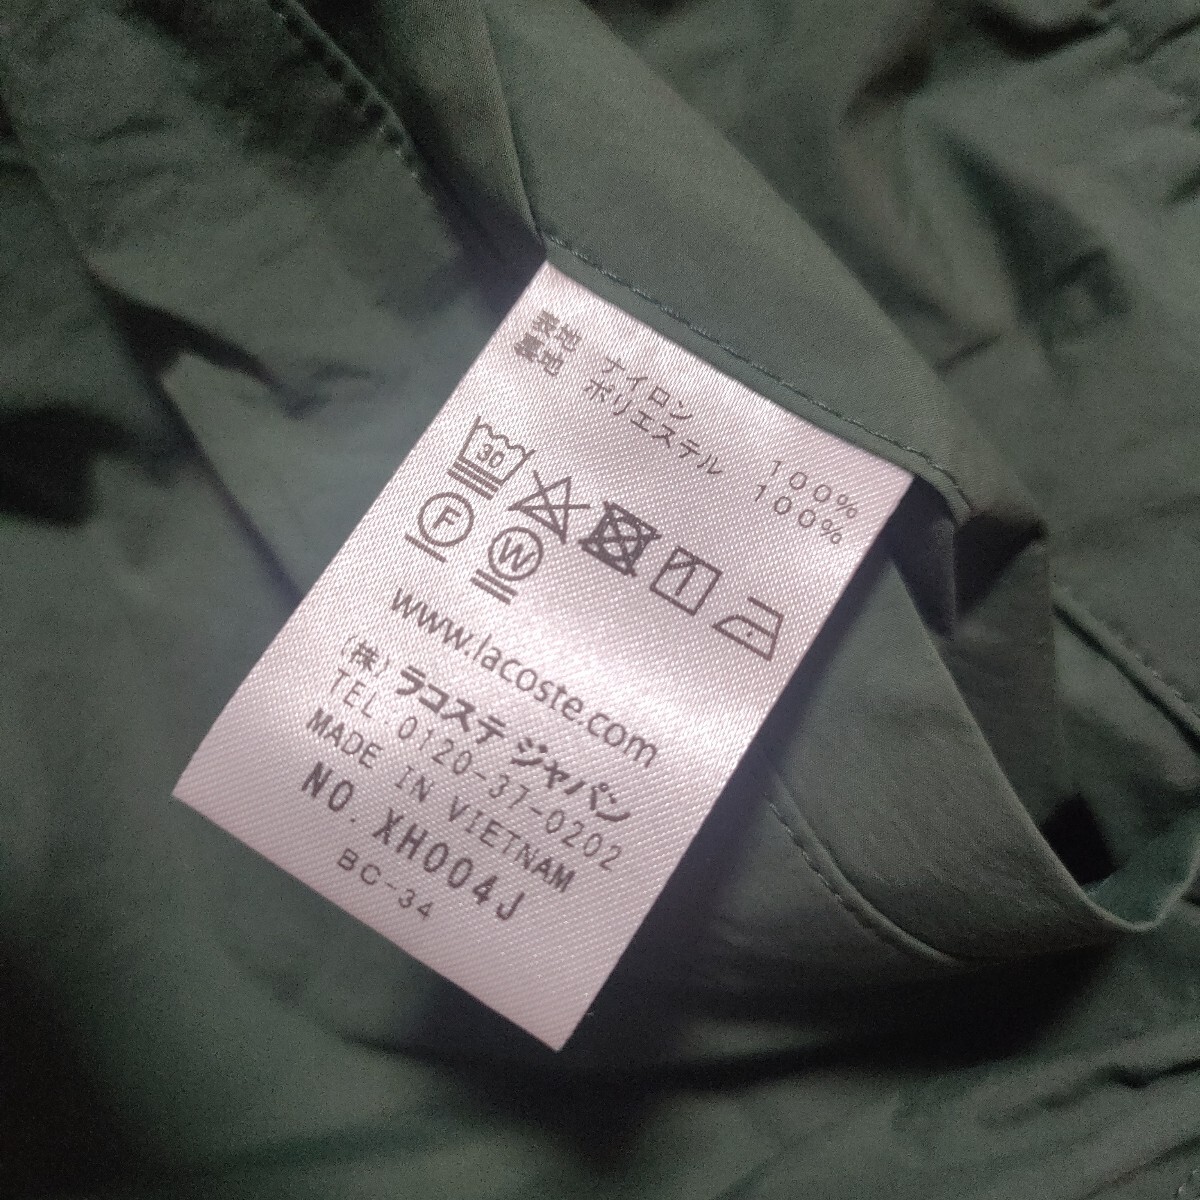 表地 ナイロン 100%
裏地 ポリエステル 100%
30
F W
www.lacoste.com
(株) ラコステ ジャパン
TEL.0120-37-0202
MADE IN VIETNAM
NO. XH004J
BC-34